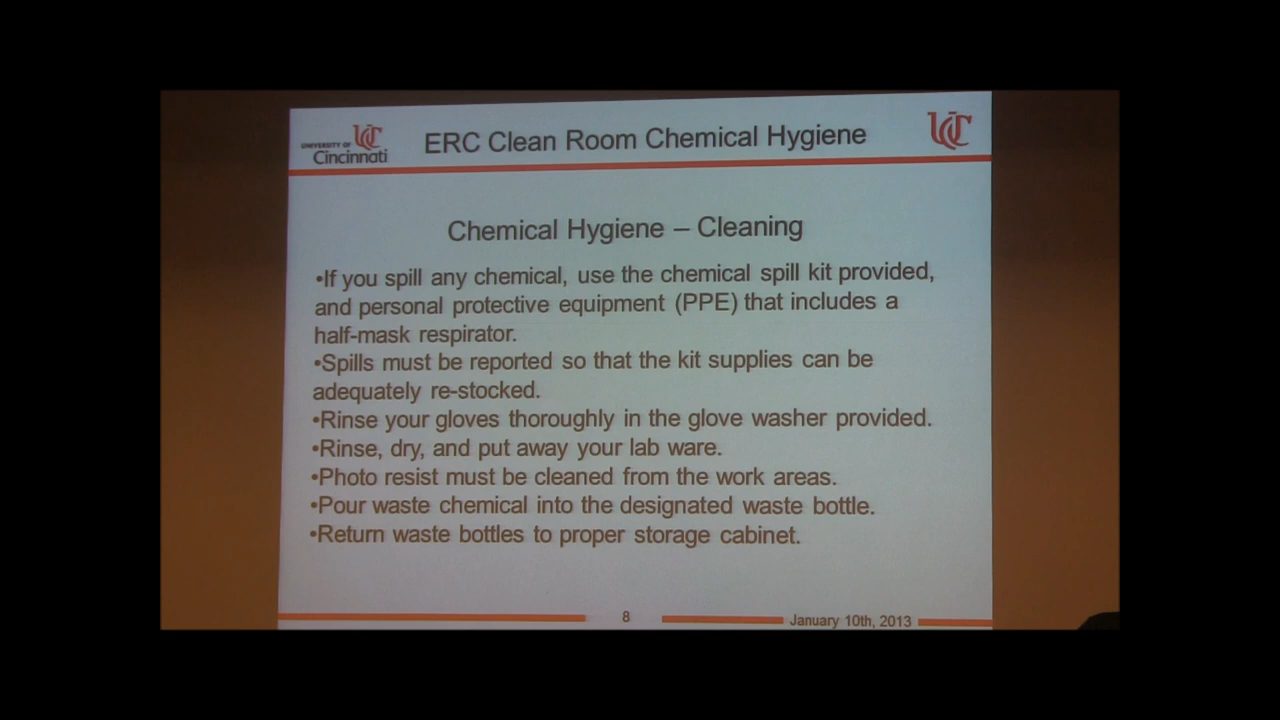 UNIVERSITY OF
Cincinnati
UC
ERC Clean Room Chemical Hygiene
UC
Chemical Hygiene – Cleaning
•If you spill any chemical, use the chemical spill kit provided,
and personal protective equipment (PPE) that includes a
half-mask respirator.
•Spills must be reported so that the kit supplies can be
adequately re-stocked.
•Rinse your gloves thoroughly in the glove washer provided.
•Rinse, dry, and put away your lab ware.
•Photo resist must be cleaned from the work areas.
•Pour waste chemical into the designated waste bottle.
•Return waste bottles to proper storage cabinet.
8
January 10th, 2013